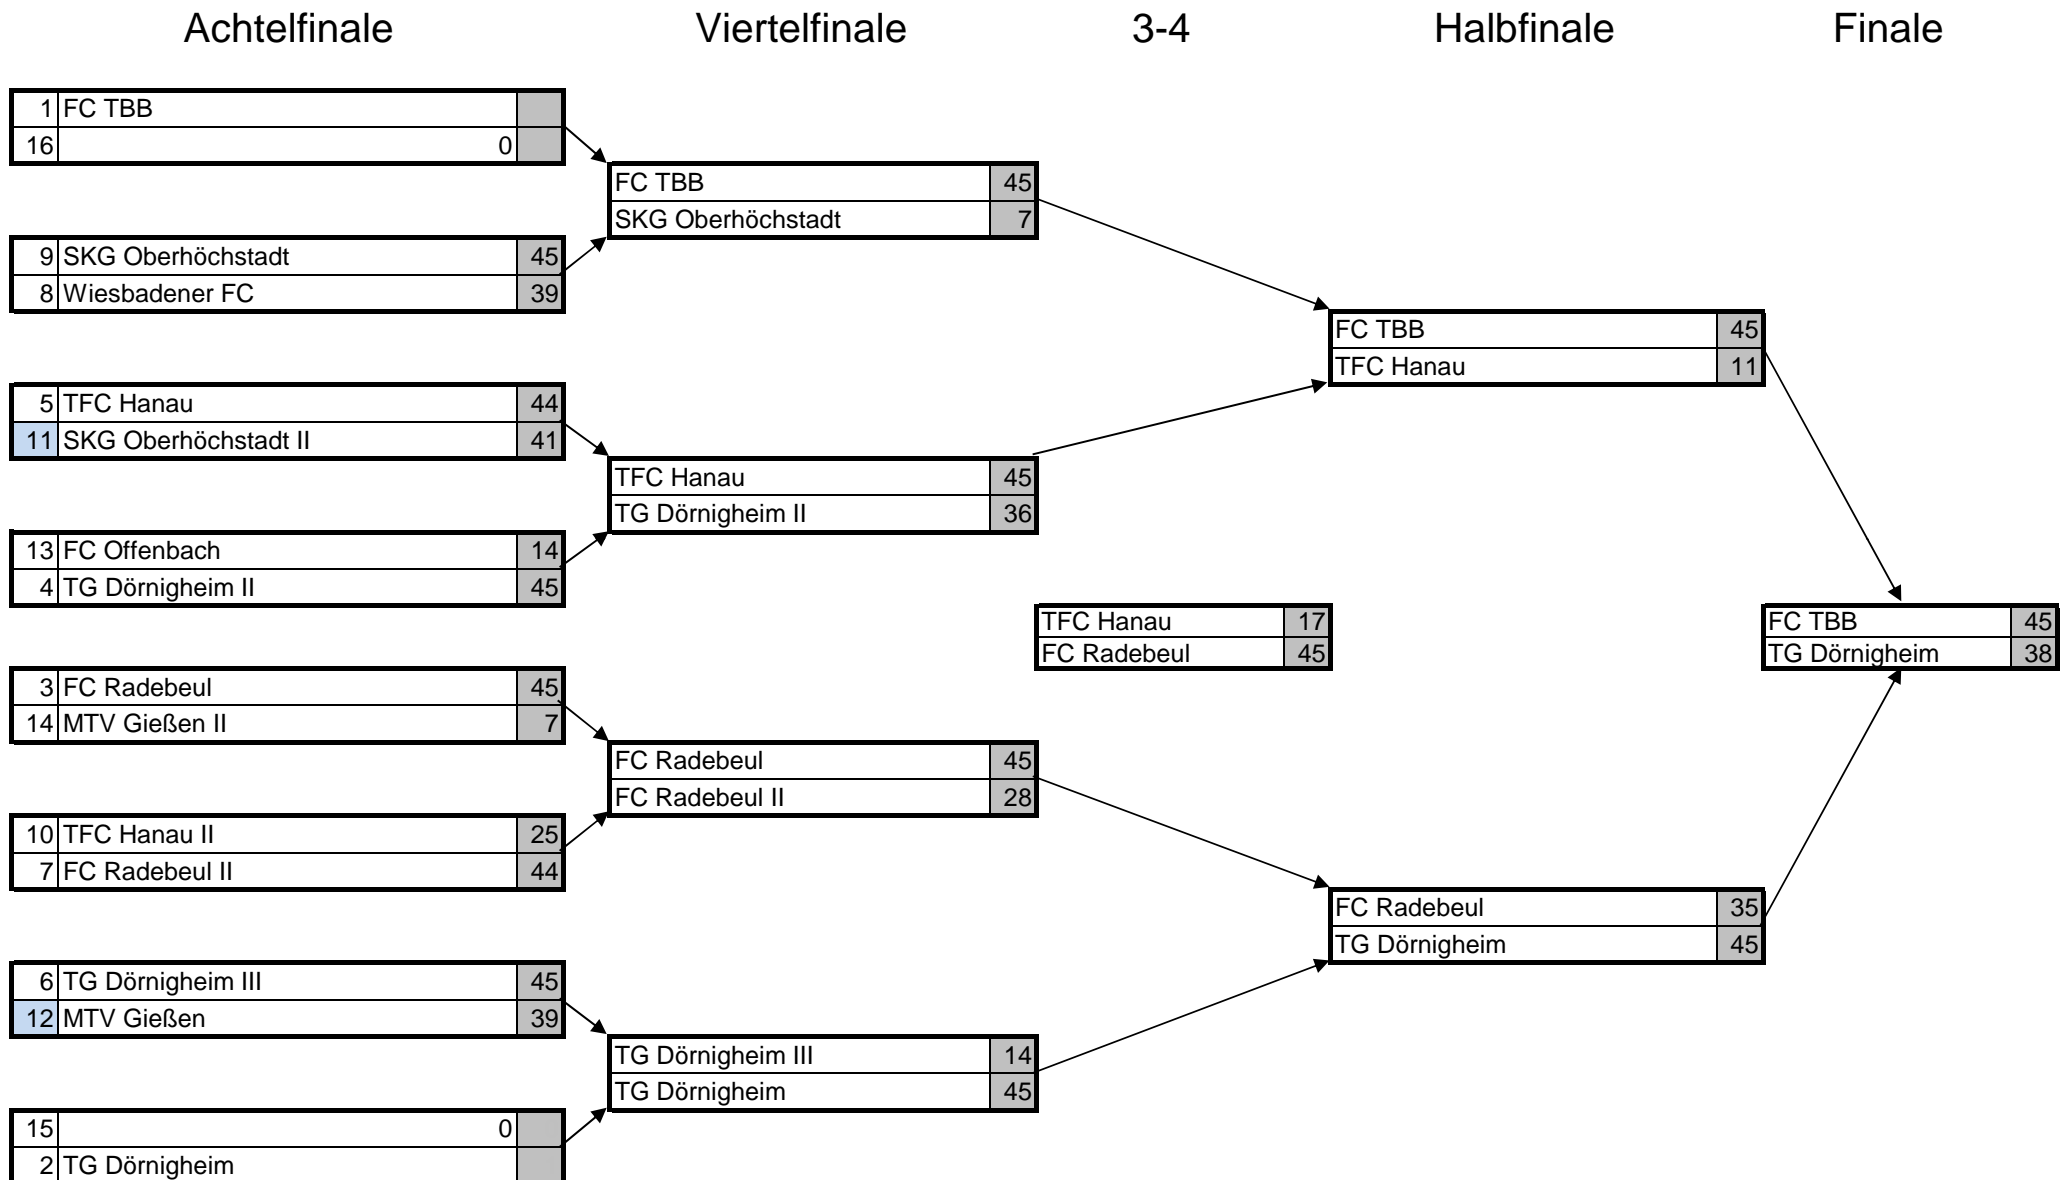 Achtelfinale Viertelfinale 3-4 Halbfinale Finale
1 FC TBB
16 0
FC TBB 45
SKG Oberhöchstadt 7
9 SKG Oberhöchstadt 45
8 Wiesbadener FC 39
FC TBB 45
TFC Hanau 11
5 TFC Hanau 44
11 SKG Oberhöchstadt II 41
TFC Hanau 45
TG Dörnigheim II 36
13 FC Offenbach 14
4 TG Dörnigheim II 45
TFC Hanau 17
FC Radebeul 45
FC TBB 45
TG Dörnigheim 38
3 FC Radebeul 45
14 MTV Gießen II 7
FC Radebeul 45
FC Radebeul II 28
10 TFC Hanau II 25
7 FC Radebeul II 44
FC Radebeul 35
TG Dörnigheim 45
6 TG Dörnigheim III 45
12 MTV Gießen 39
TG Dörnigheim III 14
TG Dörnigheim 45
15 0
2 TG Dörnigheim